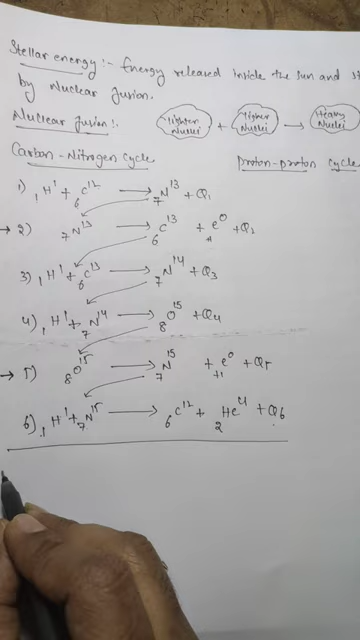 Stellar energy :- Energy released inside the sun and st
by Nuclear fusion.
Nuclear fusion :- Lighter Nuclei + Lighter Nuclei → Heavy Nuclei
Carbon-Nitrogen cycle Proton-proton cycle
1) ₁H¹ + ₆C¹² → ₇N¹³ + Q₁
→ 2) ₇N¹³ → ₆C¹³ + ₊₁e⁰ + Q₂
3) ₁H¹ + ₆C¹³ → ₇N¹⁴ + Q₃
4) ₁H¹ + ₇N¹⁴ → ₈O¹⁵ + Q₄
→ 5) ₈O¹⁵ → ₇N¹⁵ + ₊₁e⁰ + Q₅
6) ₁H¹ + ₇N¹⁵ → ₆C¹² + ₂He⁴ + Q₆